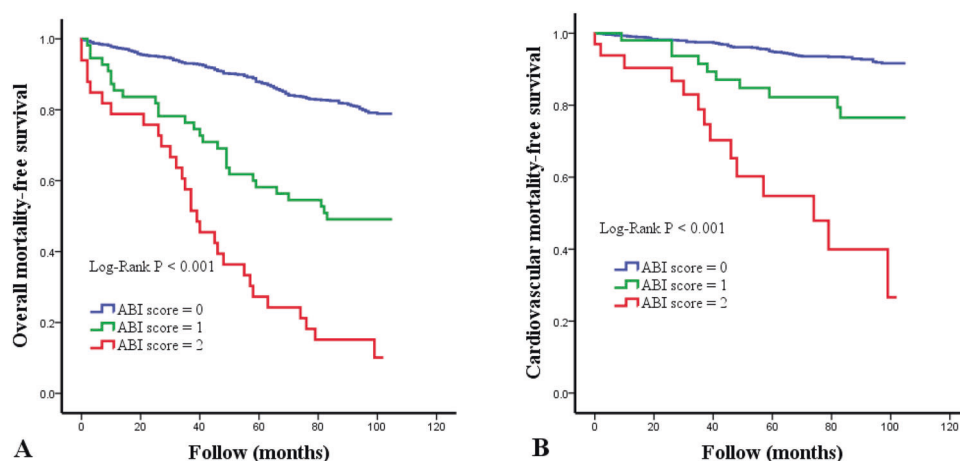 Overall mortality-free survival
1.0
0.8
0.6
0.4
0.2
0.0
Log-Rank P < 0.001
ABI score = 0
ABI score = 1
ABI score = 2
0 20 40 60 80 100 120
A
Follow (months)
Cardiovascular mortality-free survival
1.0
0.8
0.6
0.4
0.2
0.0
Log-Rank P < 0.001
ABI score = 0
ABI score = 1
ABI score = 2
0 20 40 60 80 100 120
B
Follow (months)